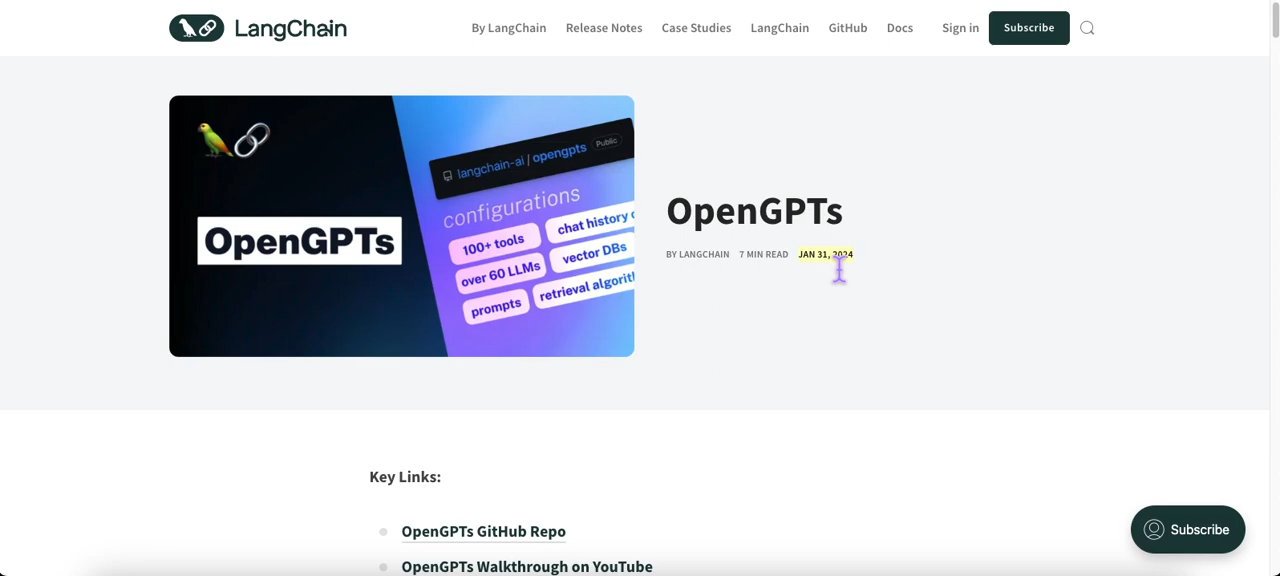 LangChain
By LangChain Release Notes Case Studies LangChain GitHub Docs Sign in Subscribe
langchain-ai / opengpts Public
configurations
100+ tools chat history
over 60 LLMs vector DBs
prompts retrieval
OpenGPTs
OpenGPTs
BY LANGCHAIN 7 MIN READ JAN 31, 2024
Key Links:
OpenGPTs GitHub Repo
OpenGPTs Walkthrough on YouTube
Subscribe